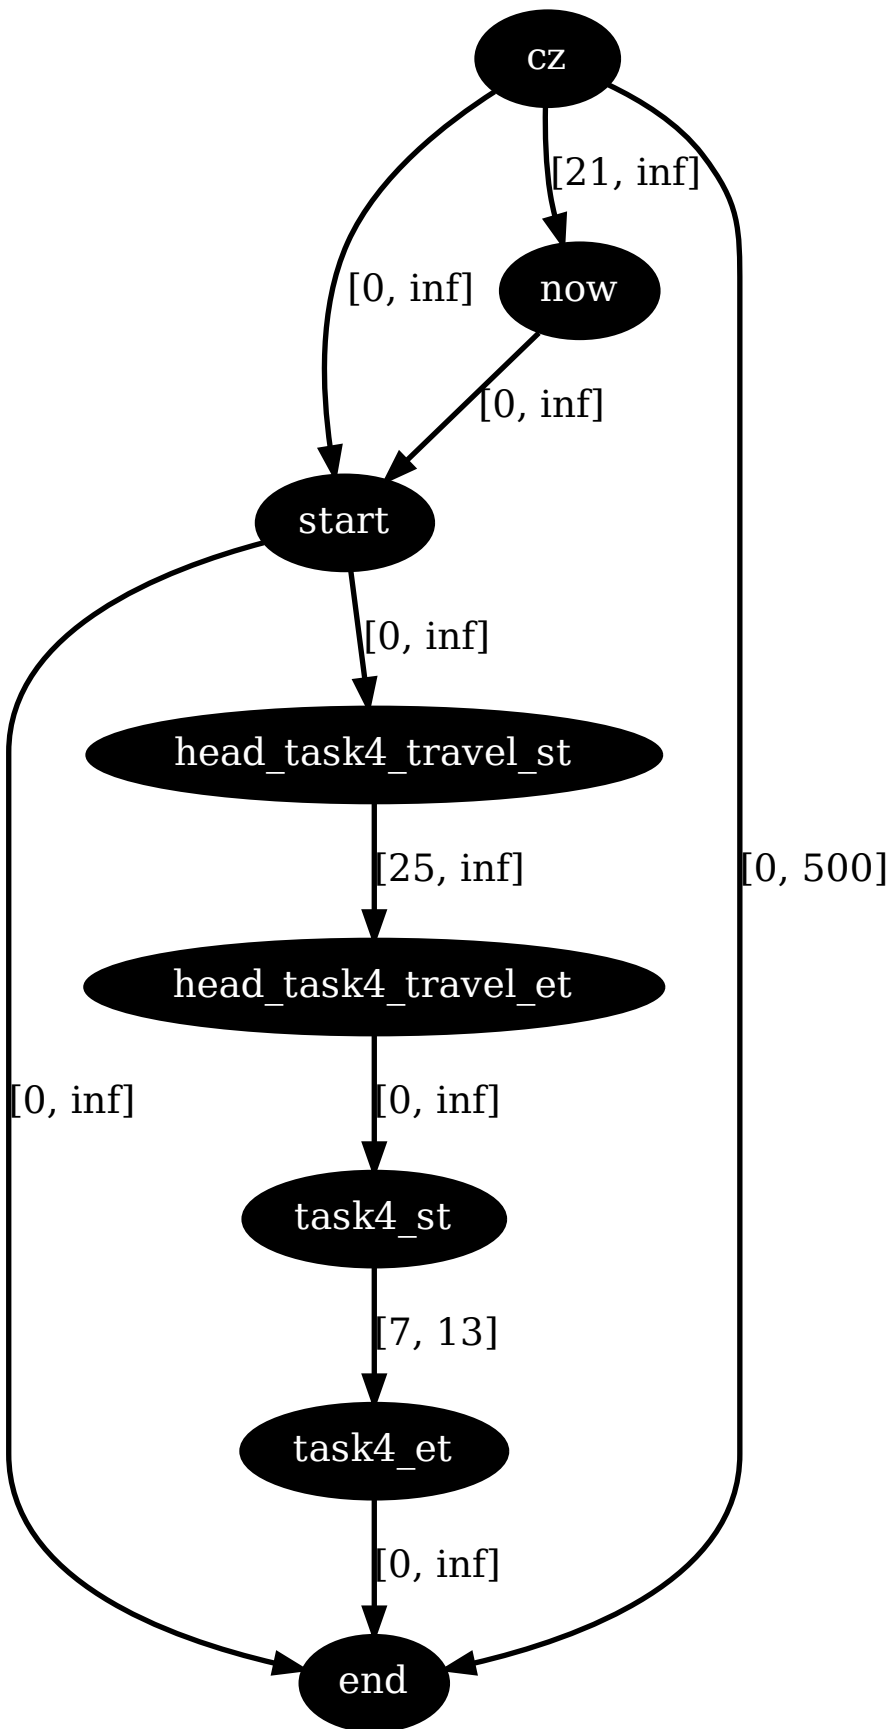 cz
[21, inf]
[0, inf]
now
[0, inf]
start
[0, inf]
head_task4_travel_st
[25, inf]
[0, 500]
head_task4_travel_et
[0, inf]
[0, inf]
task4_st
[7, 13]
task4_et
[0, inf]
end